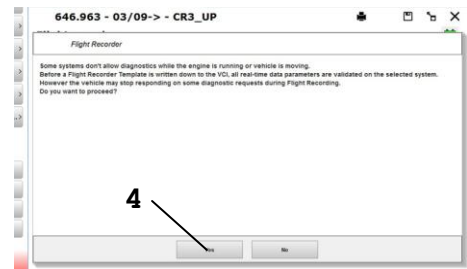 646.963 - 03/09-> - CR3_UP
Flight Recorder
Some systems don't allow diagnostics while the engine is running or vehicle is moving.
Before a Flight Recorder Template is written down to the VCI, all real-time data parameters are validated on the selected system.
However the vehicle may stop responding on some diagnostic requests during Flight Recording.
Do you want to proceed?
4
Yes No